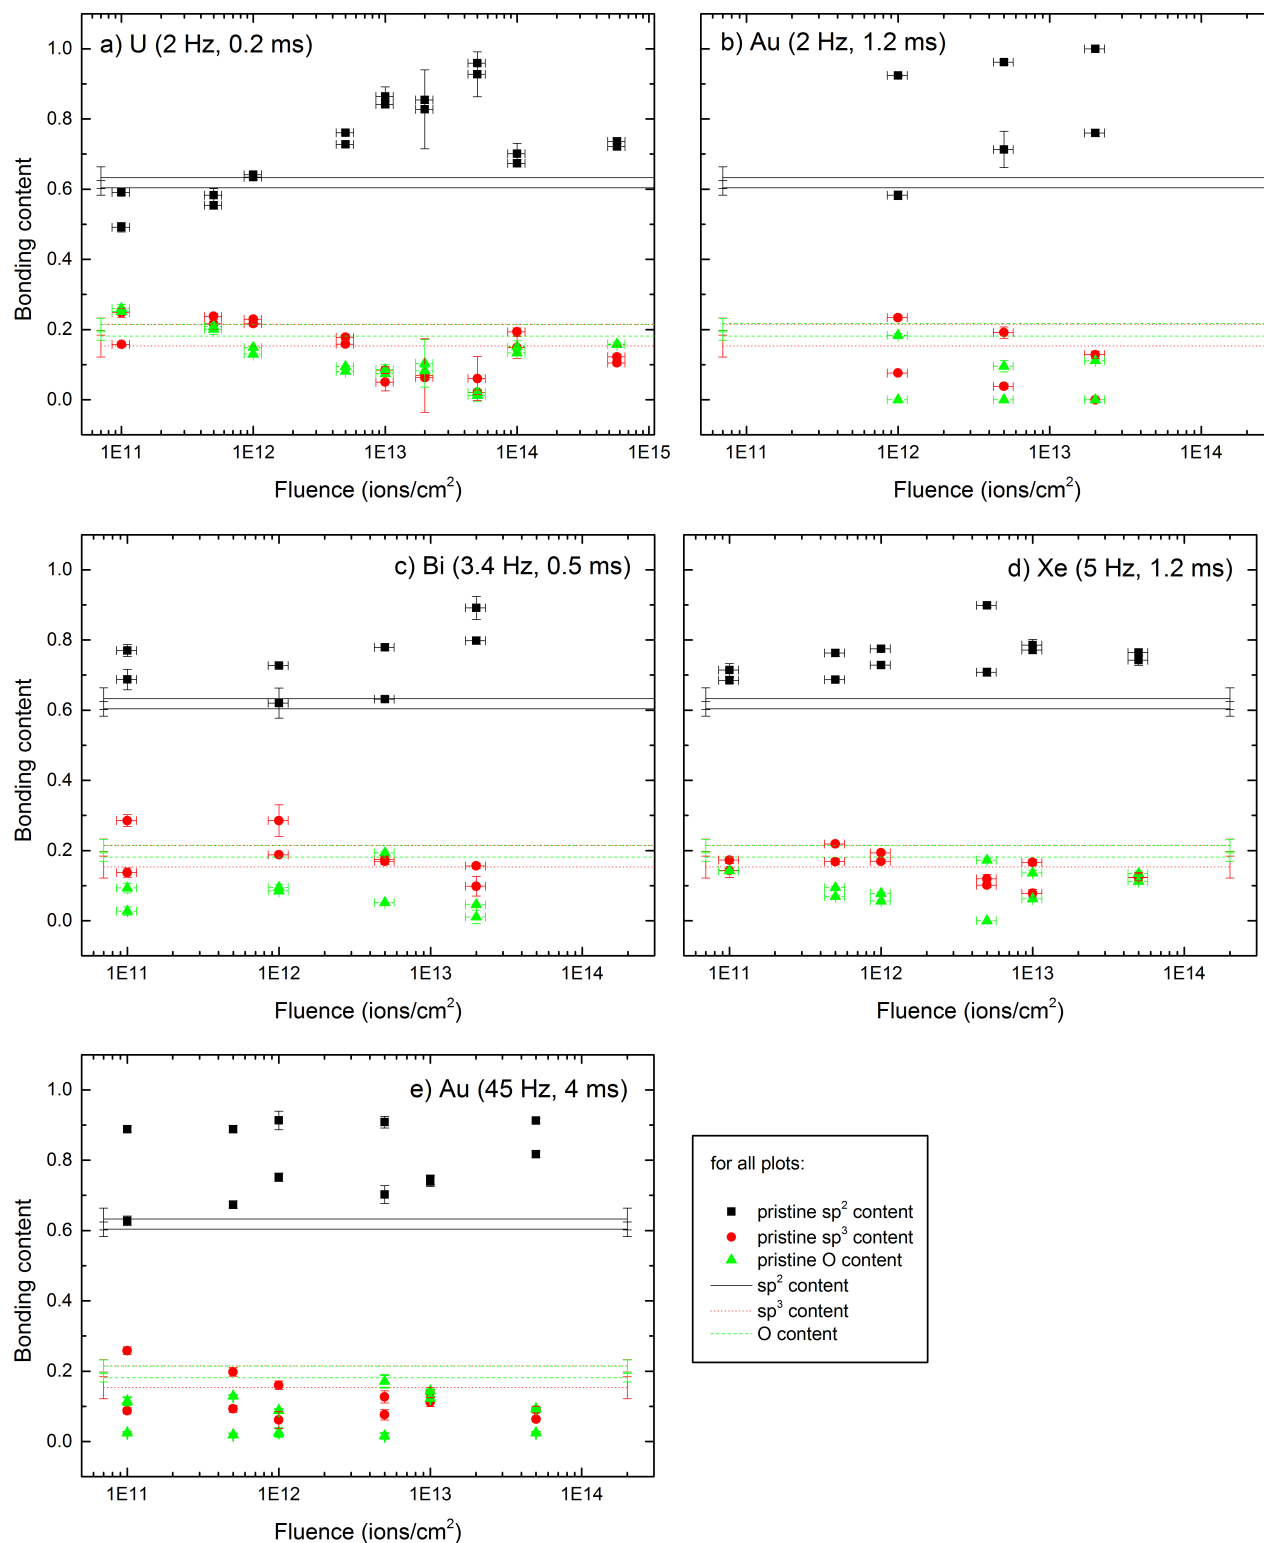 a) U (2 Hz, 0.2 ms)
b) Au (2 Hz, 1.2 ms)
1.0
0.8
0.6
0.4
0.2
0.0
Bonding content
1E11 1E12 1E13 1E14 1E15
Fluence (ions/cm²)
1E11 1E12 1E13 1E14
Fluence (ions/cm²)
c) Bi (3.4 Hz, 0.5 ms)
d) Xe (5 Hz, 1.2 ms)
1.0
0.8
0.6
0.4
0.2
0.0
Bonding content
1E11 1E12 1E13 1E14
Fluence (ions/cm²)
1E11 1E12 1E13 1E14
Fluence (ions/cm²)
e) Au (45 Hz, 4 ms)
1.0
0.8
0.6
0.4
0.2
0.0
Bonding content
1E11 1E12 1E13 1E14
Fluence (ions/cm²)
for all plots:
pristine sp² content
pristine sp³ content
pristine O content
sp² content
sp³ content
O content